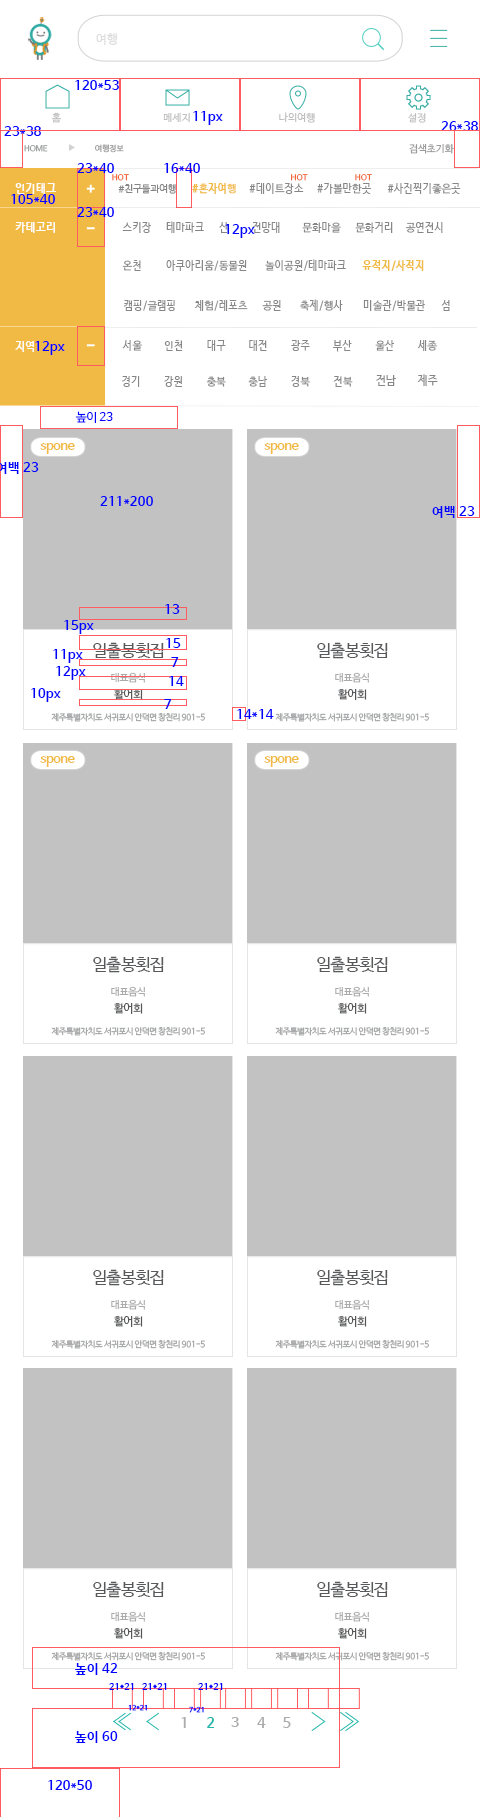 여행
120*53
홈
메세지 11px
나의여행
설정
23*38
26*38
HOME
여행정보
검색초기화
23*40
16*40
HOT HOT HOT
인기태그
+
#친구들과여행 #혼자여행 #데이트장소 #가볼만한곳 #사진찍기좋은곳
105*40
23*40
카테고리
−
스키장 테마파크 산 전망대 문화마을 문화거리 공연전시
12px
온천 아쿠아리움/동물원 놀이공원/테마파크 유적지/사적지
캠핑/글램핑 체험/레포츠 공원 축제/행사 미술관/박물관 섬
지역 12px
−
서울 인천 대구 대전 광주 부산 울산 세종
경기 강원 충북 충남 경북 전북 전남 제주
높이 23
spone spone
여백 23
211*200
여백 23
13
15px
15
일출봉횟집 일출봉횟집
11px
7
12px
대표음식 대표음식
14
10px
활어회 활어회
7
14*14
제주특별자치도 서귀포시 안덕면 창천리 901-5 제주특별자치도 서귀포시 안덕면 창천리 901-5
spone spone
일출봉횟집 일출봉횟집
대표음식 대표음식
활어회 활어회
제주특별자치도 서귀포시 안덕면 창천리 901-5 제주특별자치도 서귀포시 안덕면 창천리 901-5
일출봉횟집 일출봉횟집
대표음식 대표음식
활어회 활어회
제주특별자치도 서귀포시 안덕면 창천리 901-5 제주특별자치도 서귀포시 안덕면 창천리 901-5
일출봉횟집 일출봉횟집
대표음식 대표음식
활어회 활어회
제주특별자치도 서귀포시 안덕면 창천리 901-5 제주특별자치도 서귀포시 안덕면 창천리 901-5
높이 42
21*21 21*21 21*21
12*21 7*21
1 2 3 4 5
높이 60
120*50